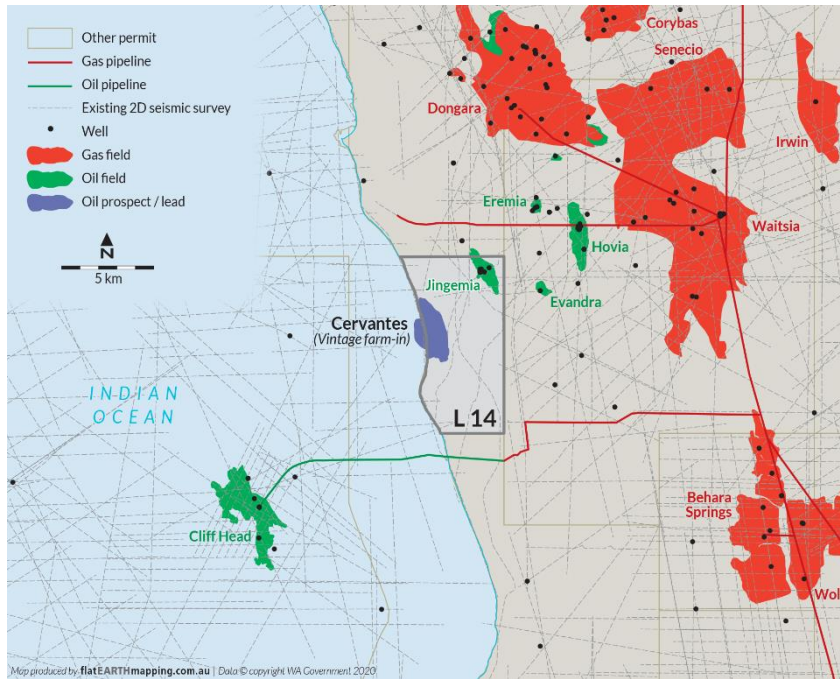 Other permit
Gas pipeline
Oil pipeline
Existing 2D seismic survey
Well
Gas field
Oil field
Oil prospect / lead
N
5 km
Corybas
Senecio
Dongara
Irwin
Eremia
Waitsia
Hovia
Jingemia
Evandra
Cervantes
(Vintage farm-in)
INDIAN
OCEAN
L 14
Behara
Springs
Cliff Head
Wol
Map produced by flatEARTHmapping.com.au | Data © copyright WA Government 2020